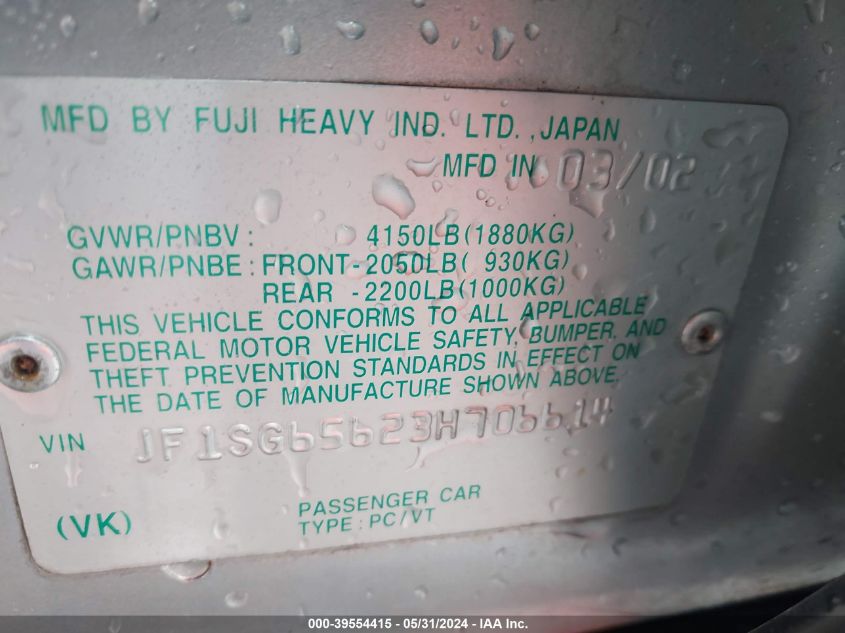 MFD BY FUJI HEAVY IND. LTD., JAPAN
MFD IN 03/02
GVWR/PNBV: 4150LB(1880KG)
GAWR/PNBE: FRONT-2050LB( 930KG)
REAR -2200LB(1000KG)
THIS VEHICLE CONFORMS TO ALL APPLICABLE
FEDERAL MOTOR VEHICLE SAFETY, BUMPER, AND
THEFT PREVENTION STANDARDS IN EFFECT ON
THE DATE OF MANUFACTURE SHOWN ABOVE.
VIN JF1SG65623H706614
(VK)
PASSENGER CAR
TYPE: PC/VT
000-39554415 - 05/31/2024 - IAA Inc.